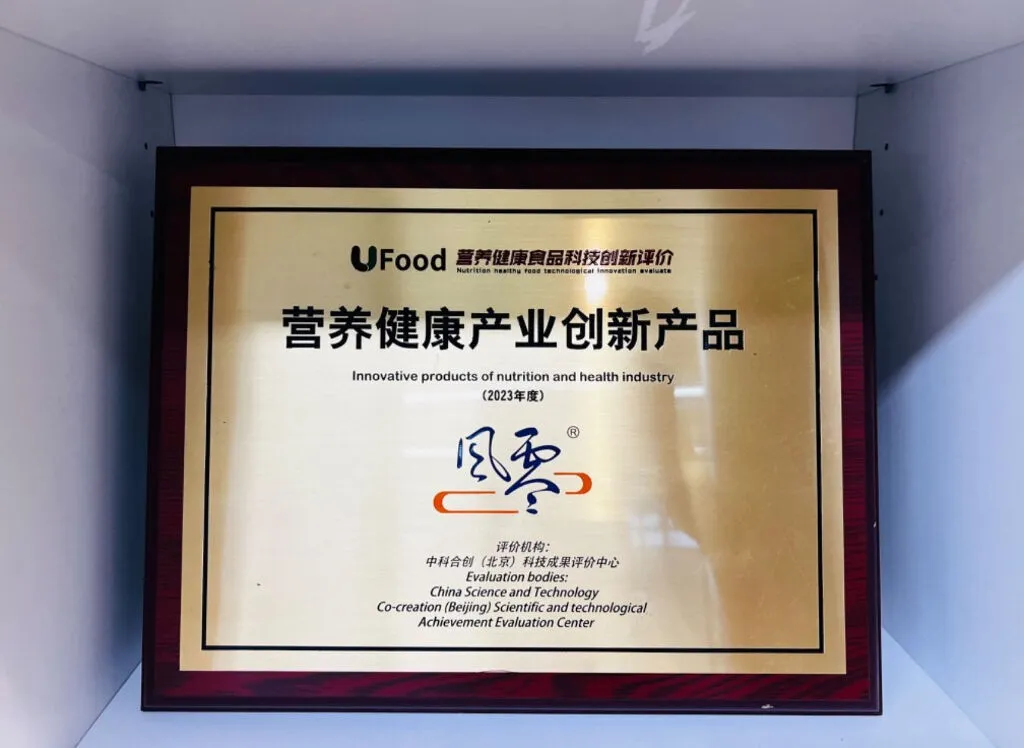 UFood 营养健康食品科技创新评价
Nutrition healthy food technological innovation evaluate
营养健康产业创新产品
Innovative products of nutrition and health industry
（2023年度）
风零®
评价机构：
中科合创（北京）科技成果评价中心
Evaluation bodies:
China Science and Technology
Co-creation (Beijing) Scientific and technological
Achievement Evaluation Center